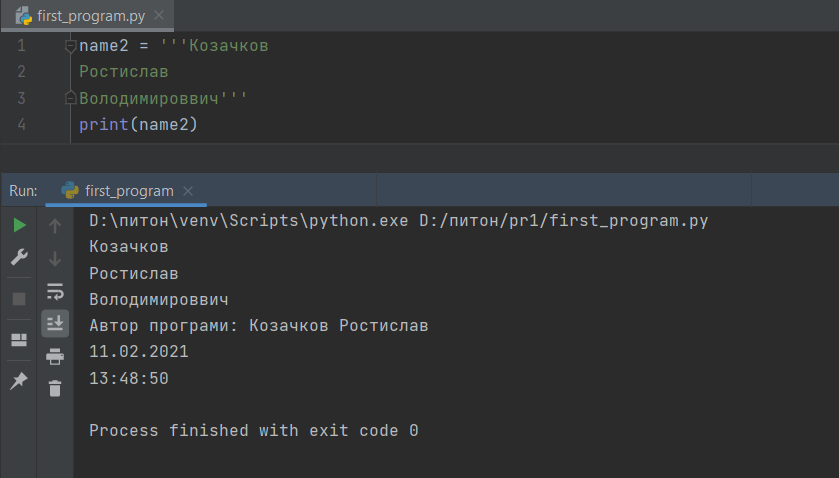 first_program.py
1 name2 = '''Козачков
2 Ростислав
3 Володимироввич'''
4 print(name2)
Run: first_program
D:\питон\venv\Scripts\python.exe D:/питон/pr1/first_program.py
Козачков
Ростислав
Володимироввич
Автор програми: Козачков Ростислав
11.02.2021
13:48:50
Process finished with exit code 0